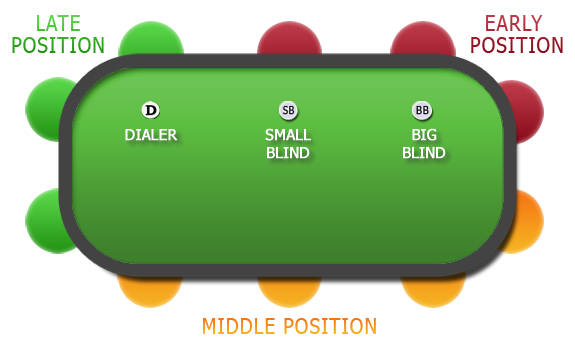 LATE
POSITION
EARLY
POSITION
D
SB
BB
DIALER
SMALL
BLIND
BIG
BLIND
MIDDLE POSITION